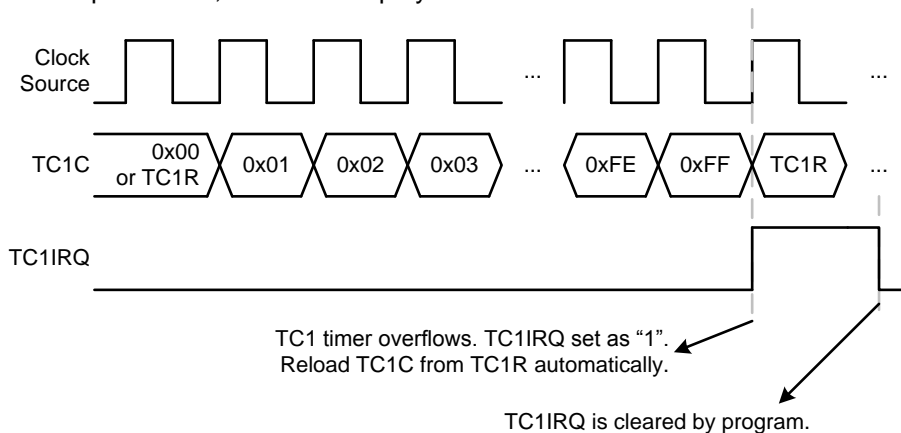 Clock
Source
...
...
TC1C
0x00
or TC1R
0x01
0x02
0x03
...
0xFE
0xFF
TC1R
...
TC1IRQ
TC1 timer overflows. TC1IRQ set as “1”.
Reload TC1C from TC1R automatically.
TC1IRQ is cleared by program.